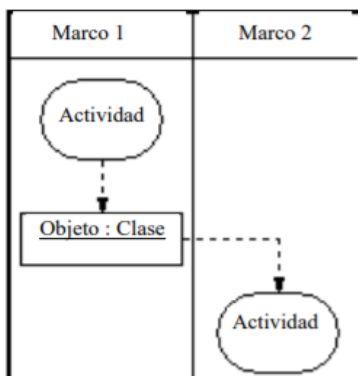 Marco 1
Marco 2
Actividad
Objeto : Clase
Actividad